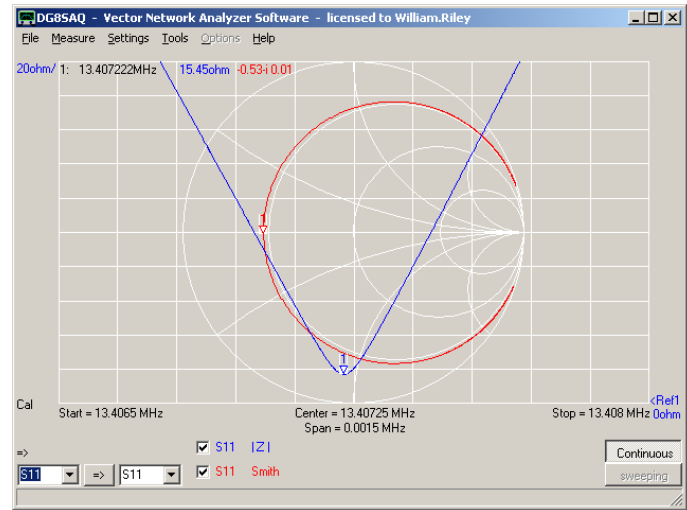 DG8SAQ - Vector Network Analyzer Software - licensed to William.Riley
File Measure Settings Tools Options Help
20ohm/ 1: 13.407222MHz 15.45ohm -0.53-i 0.01
1
1
Cal
<Ref1
0ohm
Start = 13.4065 MHz Center = 13.40725 MHz Stop = 13.408 MHz
Span = 0.0015 MHz
=>
S11 |Z|
Continuous
S11 => S11
S11 Smith
sweeping